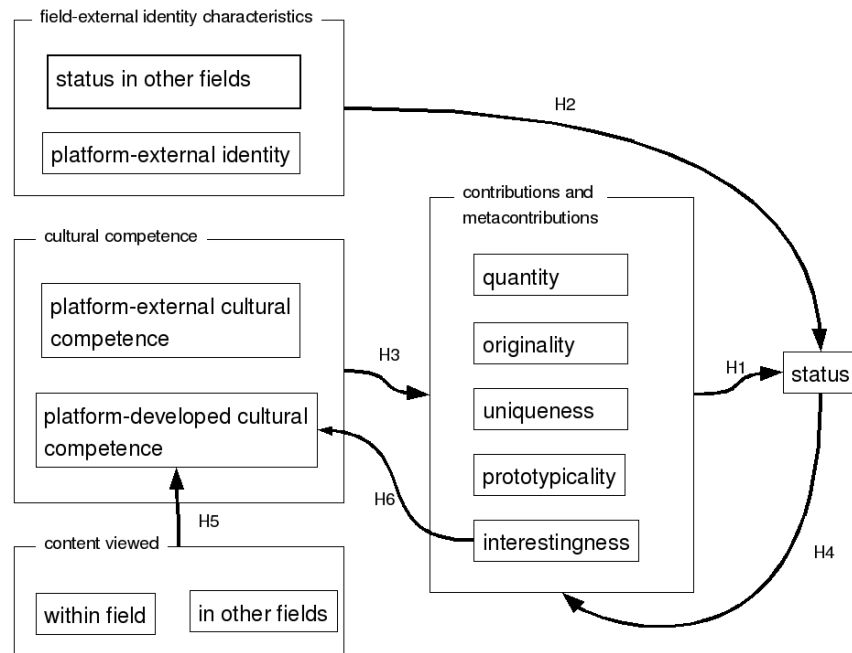 field-external identity characteristics
status in other fields
platform-external identity
H2
contributions and
metacontributions
cultural competence
platform-external cultural
competence
quantity
originality
H3
H1
status
platform-developed cultural
competence
uniqueness
prototypicality
H6
interestingness
H5
H4
content viewed
within field
in other fields